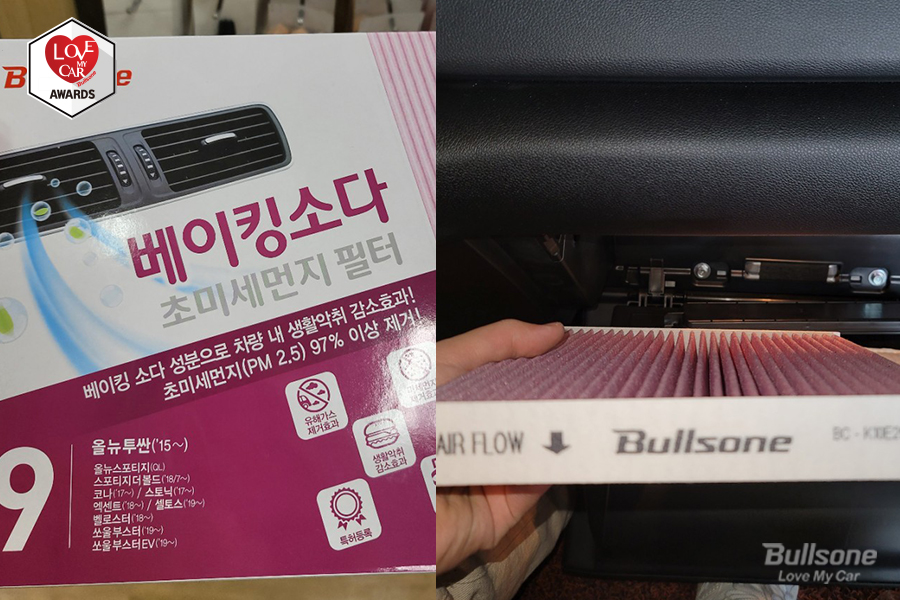 LOVE
MY
CAR
Bullsone
AWARDS
베이킹소다
초미세먼지 필터
베이킹 소다 성분으로 차량 내 생활악취 감소효과!
초미세먼지(PM 2.5) 97% 이상 제거!
유해가스
제거효과
생활악취
감소효과
특허등록
9
올뉴투싼('15~)
올뉴스포티지(QL)
스포티지더볼드('18/7~)
코나('17~) / 스토닉('17~)
엑센트('18~) / 셀토스('19~)
벨로스터('18~)
쏘울부스터('19~)
쏘울부스터EV('19~)
AIR FLOW
Bullsone
Bullsone
Love My Car